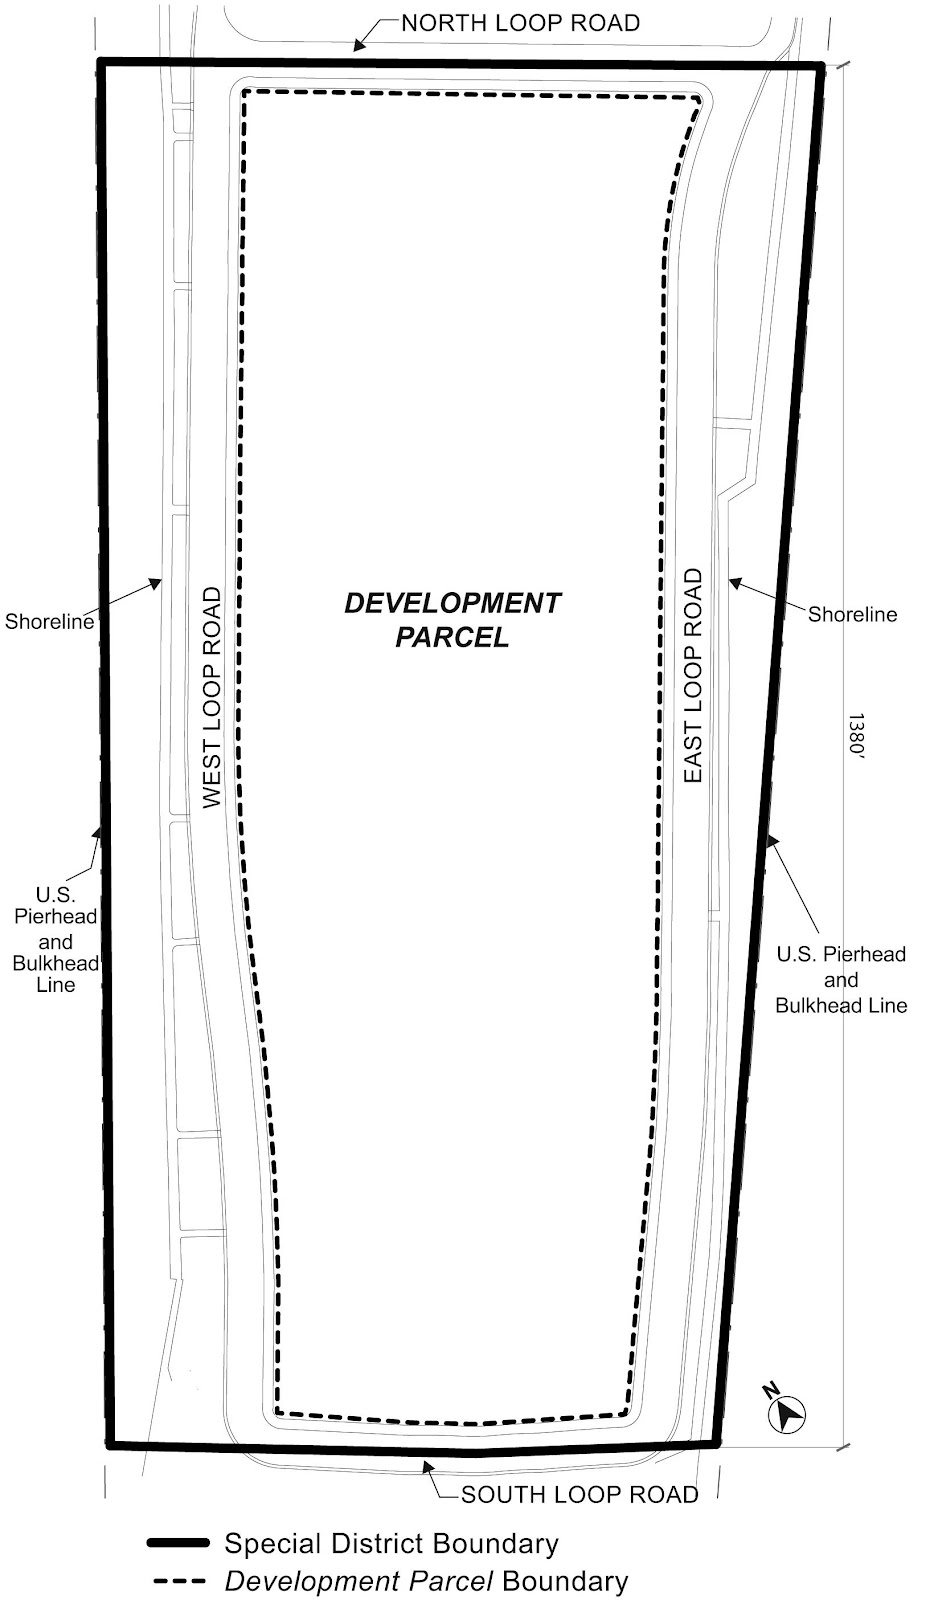 NORTH LOOP ROAD
DEVELOPMENT
PARCEL
WEST LOOP ROAD
EAST LOOP ROAD
Shoreline
Shoreline
1380'
U.S.
Pierhead
and
Bulkhead
Line
U.S. Pierhead
and
Bulkhead Line
N
SOUTH LOOP ROAD
Special District Boundary
Development Parcel Boundary